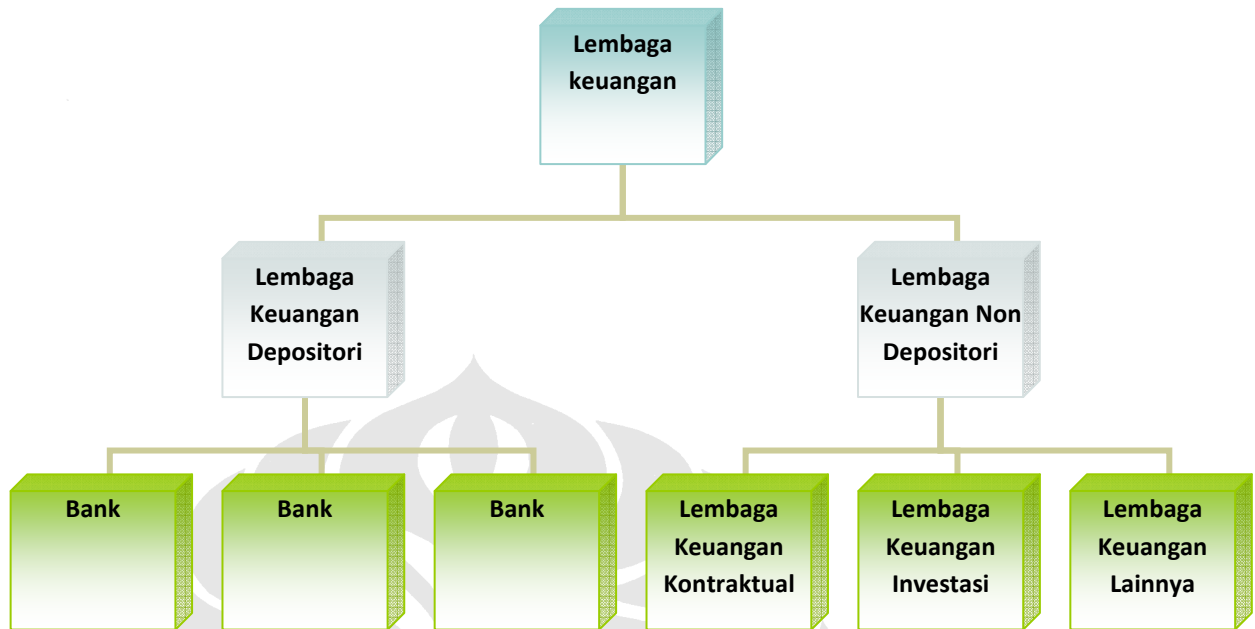 Lembaga
keuangan
Lembaga
Keuangan
Depositori
Lembaga
Keuangan Non
Depositori
Bank
Bank
Bank
Lembaga
Keuangan
Kontraktual
Lembaga
Keuangan
Investasi
Lembaga
Keuangan
Lainnya